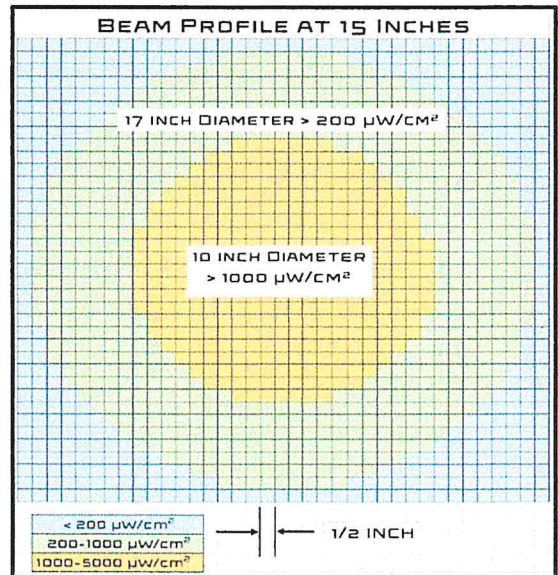 BEAM PROFILE AT 15 INCHES
17 INCH DIAMETER > 200 µW/CM²
10 INCH DIAMETER
> 1000 µW/CM²
< 200 µW/cm²
200-1000 µW/cm²
1000-5000 µW/cm²
1/2 INCH